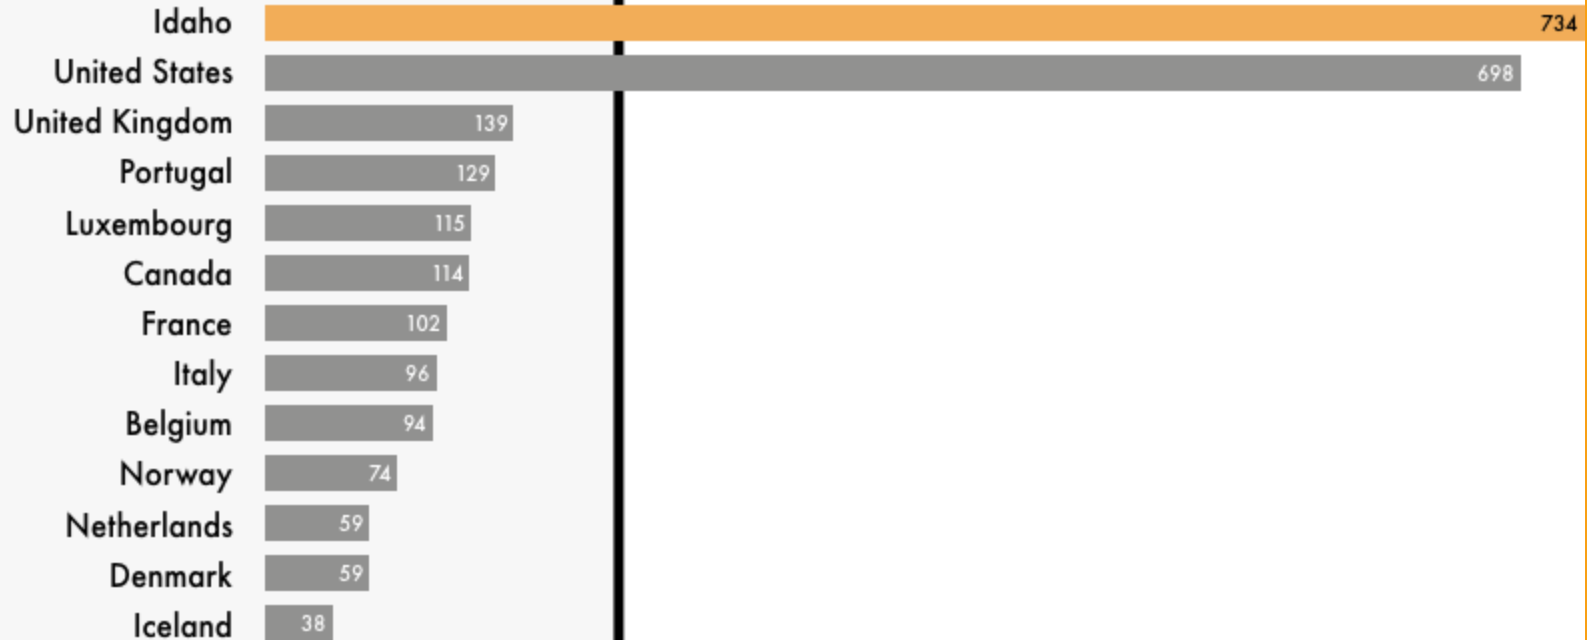 Idaho 734
United States 698
United Kingdom 139
Portugal 129
Luxembourg 115
Canada 114
France 102
Italy 96
Belgium 94
Norway 74
Netherlands 59
Denmark 59
Iceland 38